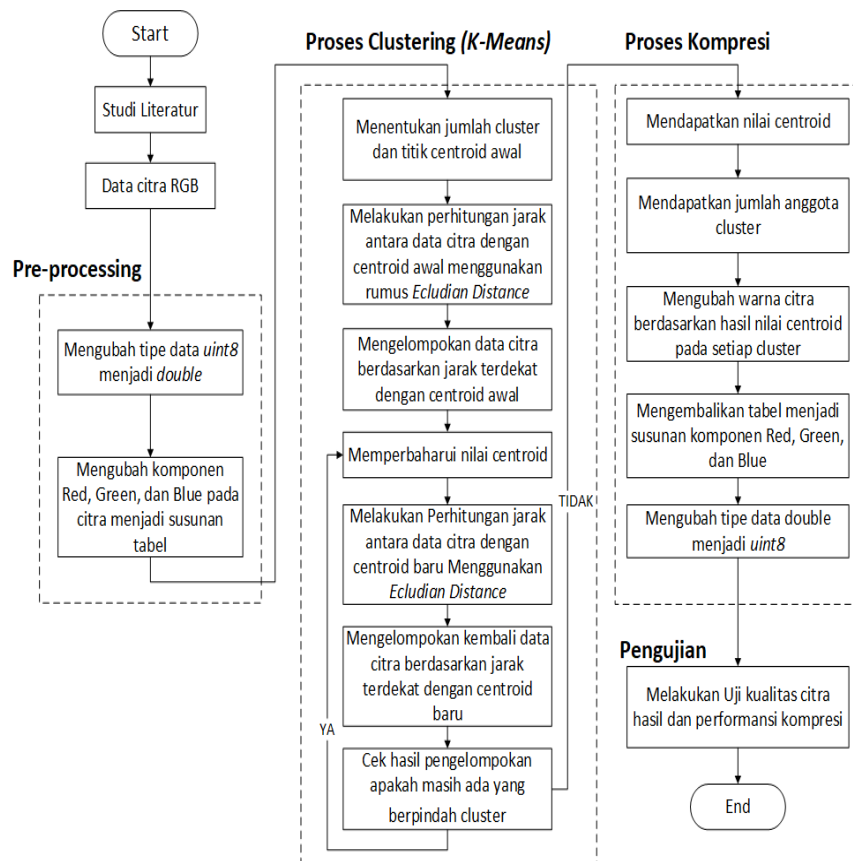 Start
Studi Literatur
Data citra RGB
Pre-processing
Mengubah tipe data uint8
menjadi double
Mengubah komponen
Red, Green, dan Blue pada
citra menjadi susunan
tabel
Proses Clustering (K-Means)
Menentukan jumlah cluster
dan titik centroid awal
Melakukan perhitungan jarak
antara data citra dengan
centroid awal menggunakan
rumus Ecludian Distance
Mengelompokan data citra
berdasarkan jarak terdekat
dengan centroid awal
Memperbaharui nilai centroid
Melakukan Perhitungan jarak
antara data citra dengan
centroid baru Menggunakan
Ecludian Distance
Mengelompokan kembali data
citra berdasarkan jarak
terdekat dengan centroid
baru
YA
Cek hasil pengelompokan
apakah masih ada yang
berpindah cluster
TIDAK
Proses Kompresi
Mendapatkan nilai centroid
Mendapatkan jumlah anggota
cluster
Mengubah warna citra
berdasarkan hasil nilai centroid
pada setiap cluster
Mengembalikan tabel menjadi
susunan komponen Red, Green,
dan Blue
Mengubah tipe data double
menjadi uint8
Pengujian
Melakukan Uji kualitas citra
hasil dan performansi kompresi
End